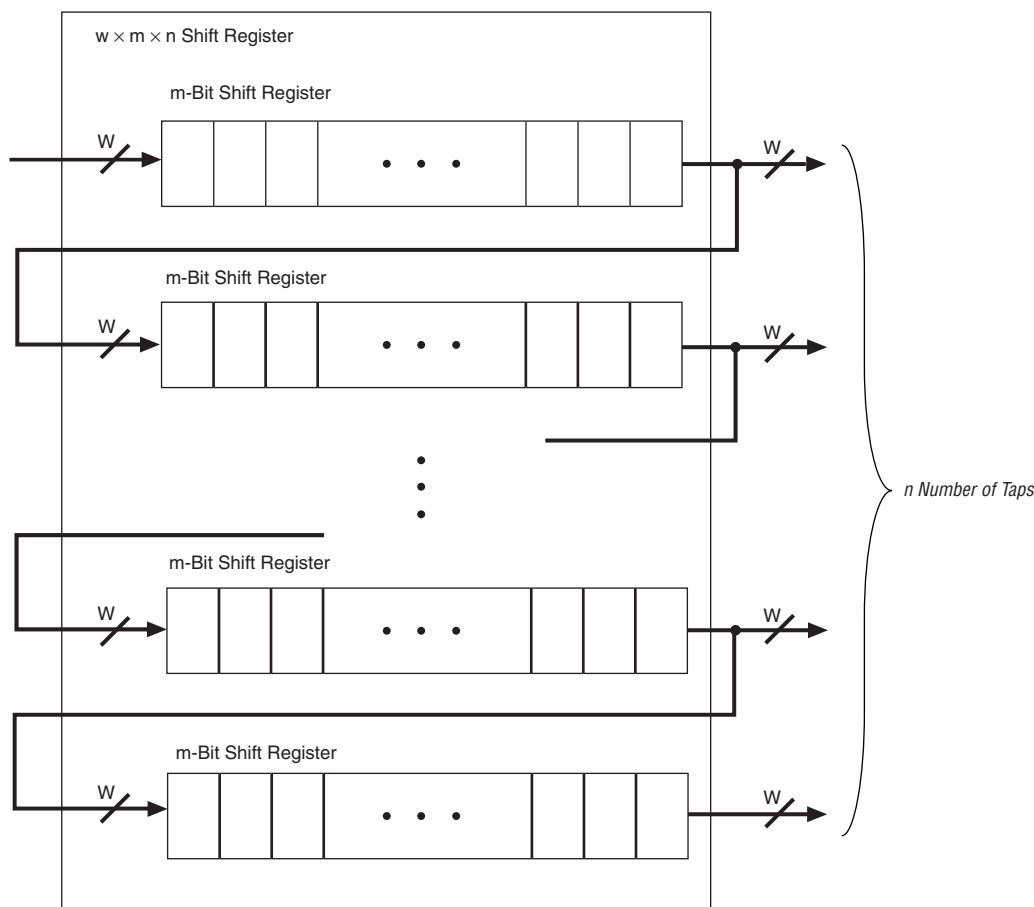 w × m × n Shift Register
m-Bit Shift Register
W
W
m-Bit Shift Register
W
W
n Number of Taps
m-Bit Shift Register
W
W
m-Bit Shift Register
W
W